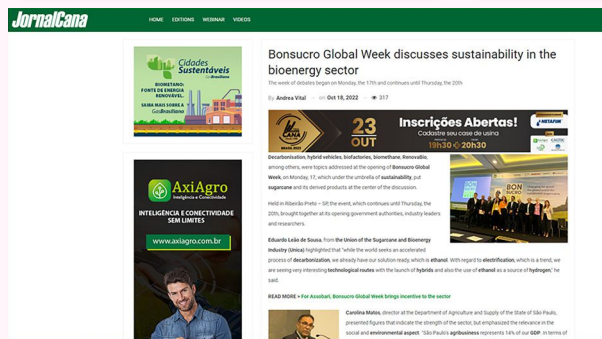 JornalCana
HOME EDITIONS WEBINAR VIDEOS
Cidades
Sustentáveis
GasBrasiliano
BIOMETANO:
FONTE DE ENERGIA
RENOVÁVEL.
SAIBA MAIS SOBRE A
GasBrasiliano
AxiAgro
Inteligência e Conectividade
INTELIGÊNCIA E CONECTIVIDADE
SEM LIMITES
www.axiagro.com.br
Bonsucro Global Week discusses sustainability in the
bioenergy sector
The week of debates began on Monday, the 17th and continues until Thursday, the 20th
By Andrea Vital on Oct 18, 2022 317
CANA
23
OUT
Inscrições Abertas!
Cadastre seu case de usina
19h30 20h30
NETAFIM
Decarbonisation, hybrid vehicles, biofactories, biomethane, RenovaBio,
among others, were topics addressed at the opening of Bonsucro Global
Week, on Monday, 17, which under the umbrella of sustainability, put
sugarcane and its derived products at the center of the discussion.
Held in Ribeirão Preto – SP, the event, which continues until Thursday, the
20th, brought together at its opening government authorities, industry leaders
and researchers.
BON
SUCRO
Eduardo Leão de Sousa, from the Union of the Sugarcane and Bioenergy
Industry (Unica) highlighted that "while the world seeks an accelerated
process of decarbonization, we already have our solution ready, which is ethanol. With regard to electrification, which is a trend, we
are seeing very interesting technological routes with the launch of hybrids and also the use of ethanol as a source of hydrogen," he
said.
READ MORE > For Assobari, Bonsucro Global Week brings incentive to the sector
Carolina Matos, director at the Department of Agriculture and Supply of the State of São Paulo,
presented figures that indicate the strength of the sector, but emphasized the relevance in the
social and environmental aspect. "São Paulo's agribusiness represents 14% of our GDP. In terms of